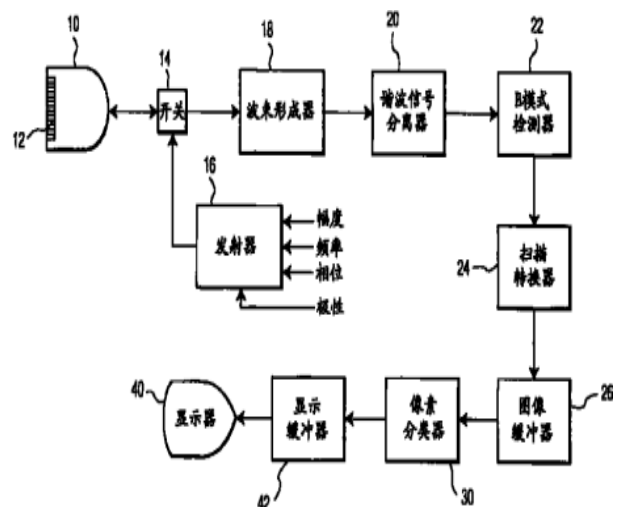 10
12
14
开关
18
波束形成器
20
谐波信号
分离器
22
B模式
检测器
16
发射器
幅度
频率
相位
极性
24
扫描
转换器
40
显示器
显示
缓冲器
42
像素
分类器
30
图像
缓冲器
26